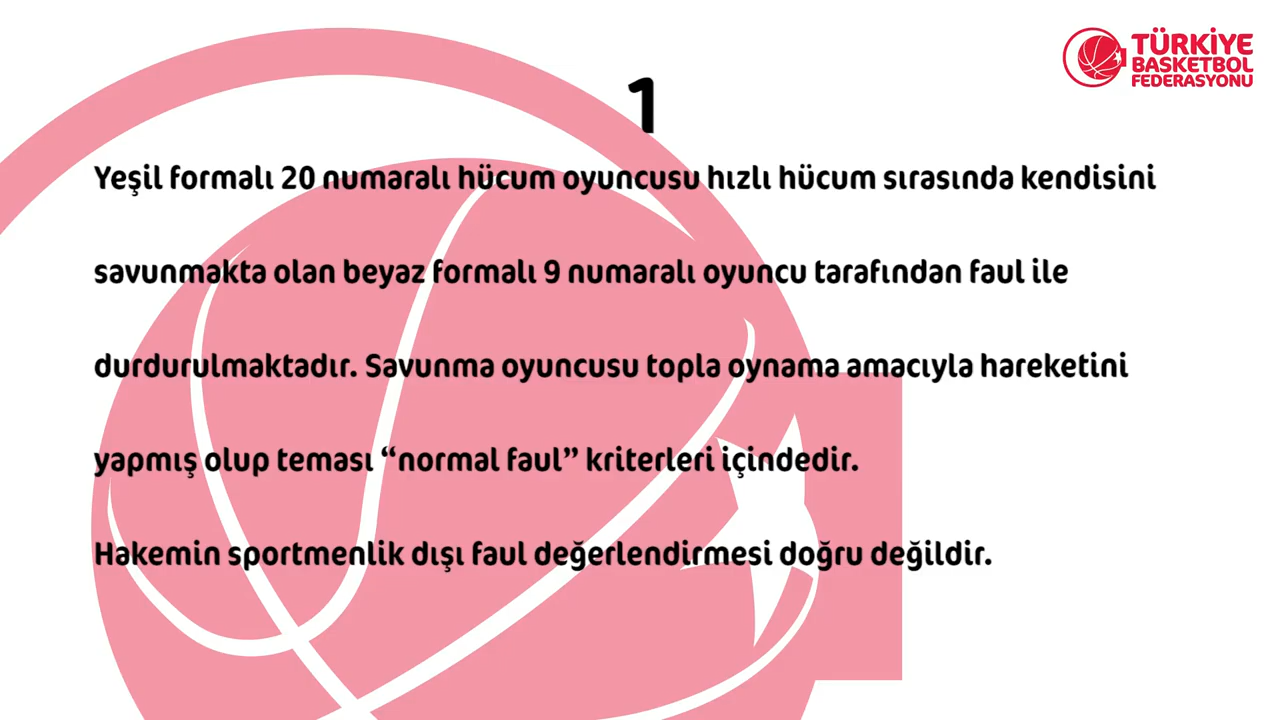 TÜRKİYE
BASKETBOL
FEDERASYONU
1
Yeşil formalı 20 numaralı hücum oyuncusu hızlı hücum sırasında kendisini
savunmakta olan beyaz formalı 9 numaralı oyuncu tarafından faul ile
durdurulmaktadır. Savunma oyuncusu topla oynama amacıyla hareketini
yapmış olup teması “normal faul” kriterleri içindedir.
Hakemin sportmenlik dışı faul değerlendirmesi doğru değildir.